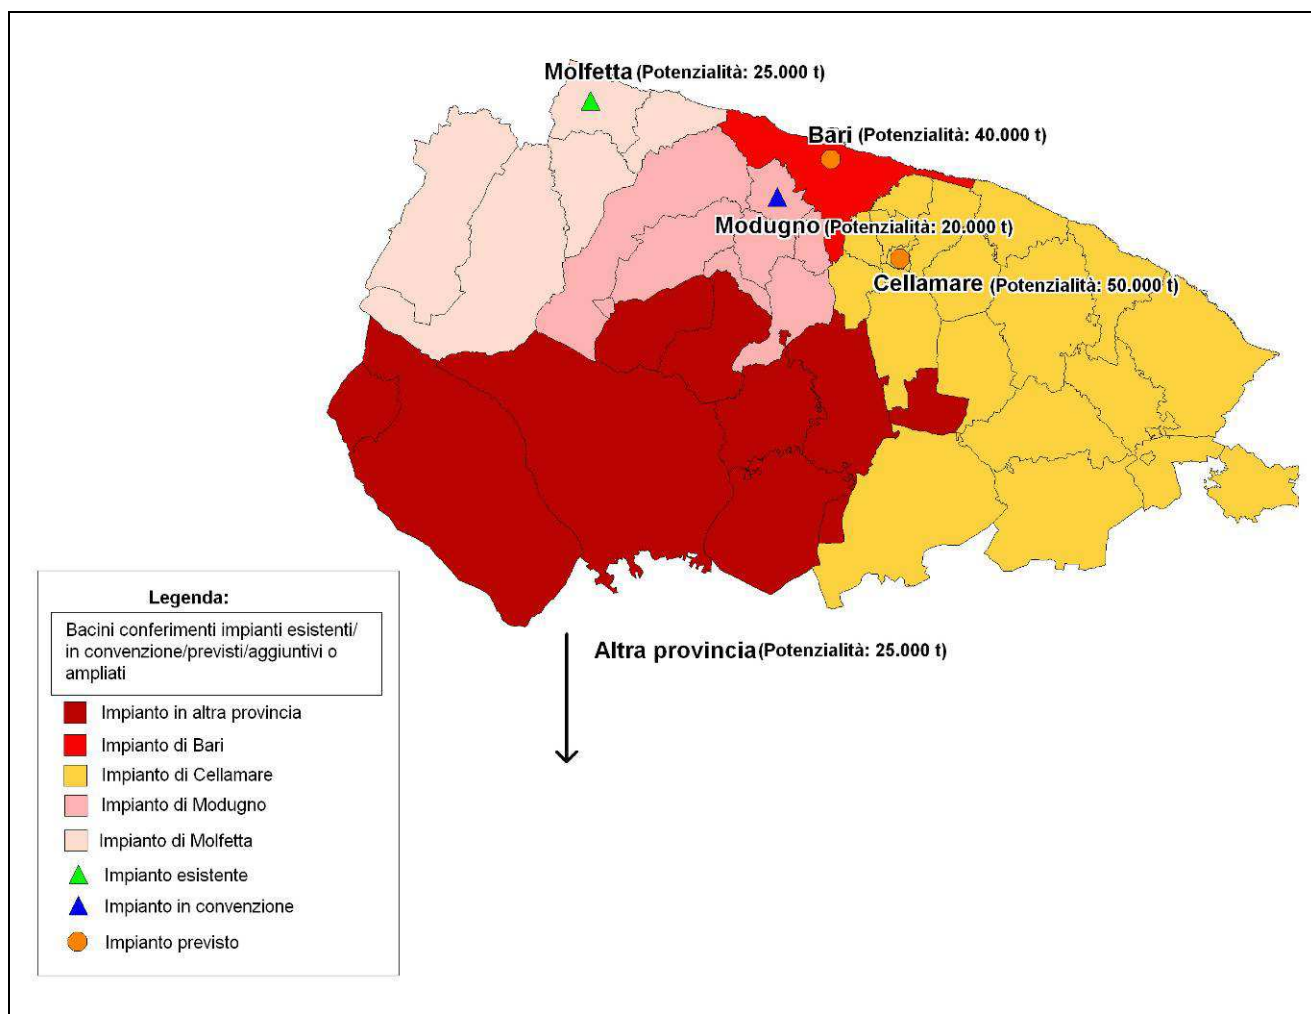 Molfetta (Potenzialità: 25.000 t)
Bari (Potenzialità: 40.000 t)
Modugno (Potenzialità: 20.000 t)
Cellamare (Potenzialità: 50.000 t)
Altra provincia (Potenzialità: 25.000 t)
Legenda:
Bacini conferimenti impianti esistenti/
in convenzione/previsti/aggiuntivi o
ampliati
Impianto in altra provincia
Impianto di Bari
Impianto di Cellamare
Impianto di Modugno
Impianto di Molfetta
Impianto esistente
Impianto in convenzione
Impianto previsto